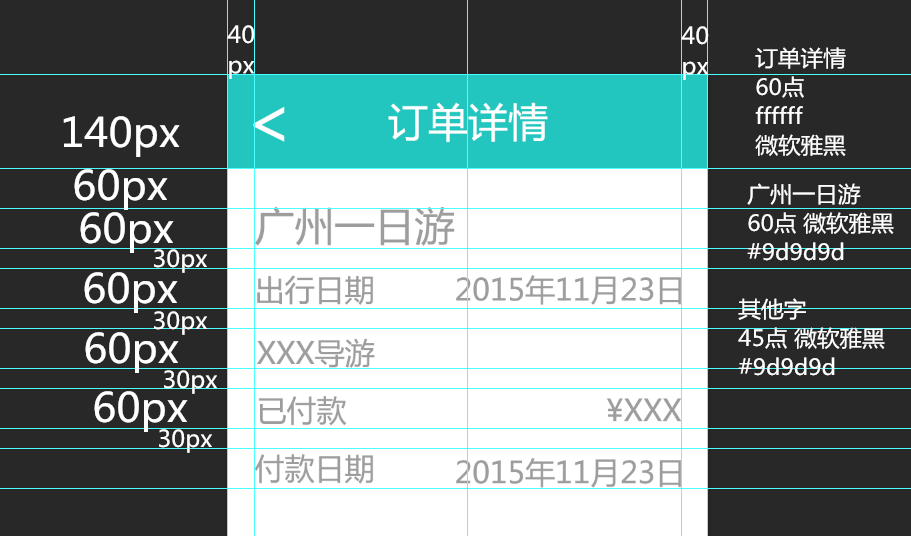 40
px
40
px
订单详情
60点
ffffff
微软雅黑
140px
<
订单详情
60px
广州一日游
60点 微软雅黑
#9d9d9d
60px
广州一日游
30px
60px
出行日期
2015年11月23日
其他字
45点 微软雅黑
#9d9d9d
30px
60px
XXX导游
30px
60px
已付款
¥XXX
30px
付款日期
2015年11月23日